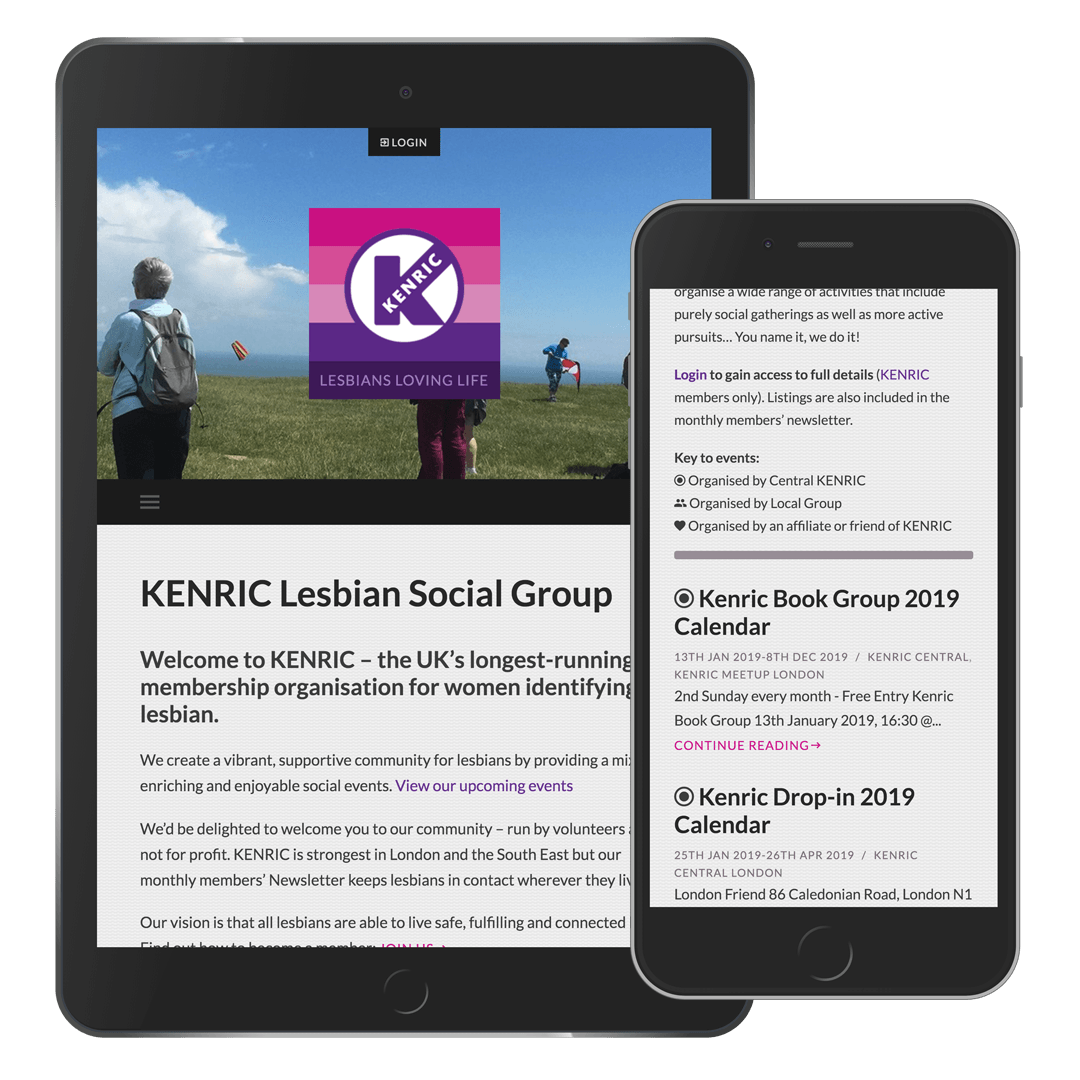 LOGIN
KENRIC
LESBIANS LOVING LIFE
KENRIC Lesbian Social Group
Welcome to KENRIC – the UK’s longest-running
membership organisation for women identifying
lesbian.
We create a vibrant, supportive community for lesbians by providing a
enriching and enjoyable social events. View our upcoming events
We’d be delighted to welcome you to our community – run by volunteers
not for profit. KENRIC is strongest in London and the South East but our
monthly members’ Newsletter keeps lesbians in contact wherever they
Our vision is that all lesbians are able to live safe, fulfilling and connected
Find out how to become a member: JOIN US →
organise a wide range of activities that include
purely social gatherings as well as more active
pursuits… You name it, we do it!
Login to gain access to full details (KENRIC
members only). Listings are also included in the
monthly members’ newsletter.
Key to events:
Organised by Central KENRIC
Organised by Local Group
Organised by an affiliate or friend of KENRIC
Kenric Book Group 2019
Calendar
13TH JAN 2019-8TH DEC 2019 / KENRIC CENTRAL,
KENRIC MEETUP LONDON
2nd Sunday every month - Free Entry Kenric
Book Group 13th January 2019, 16:30 @...
CONTINUE READING→
Kenric Drop-in 2019
Calendar
25TH JAN 2019-26TH APR 2019 / KENRIC
CENTRAL LONDON
London Friend 86 Caledonian Road, London N1